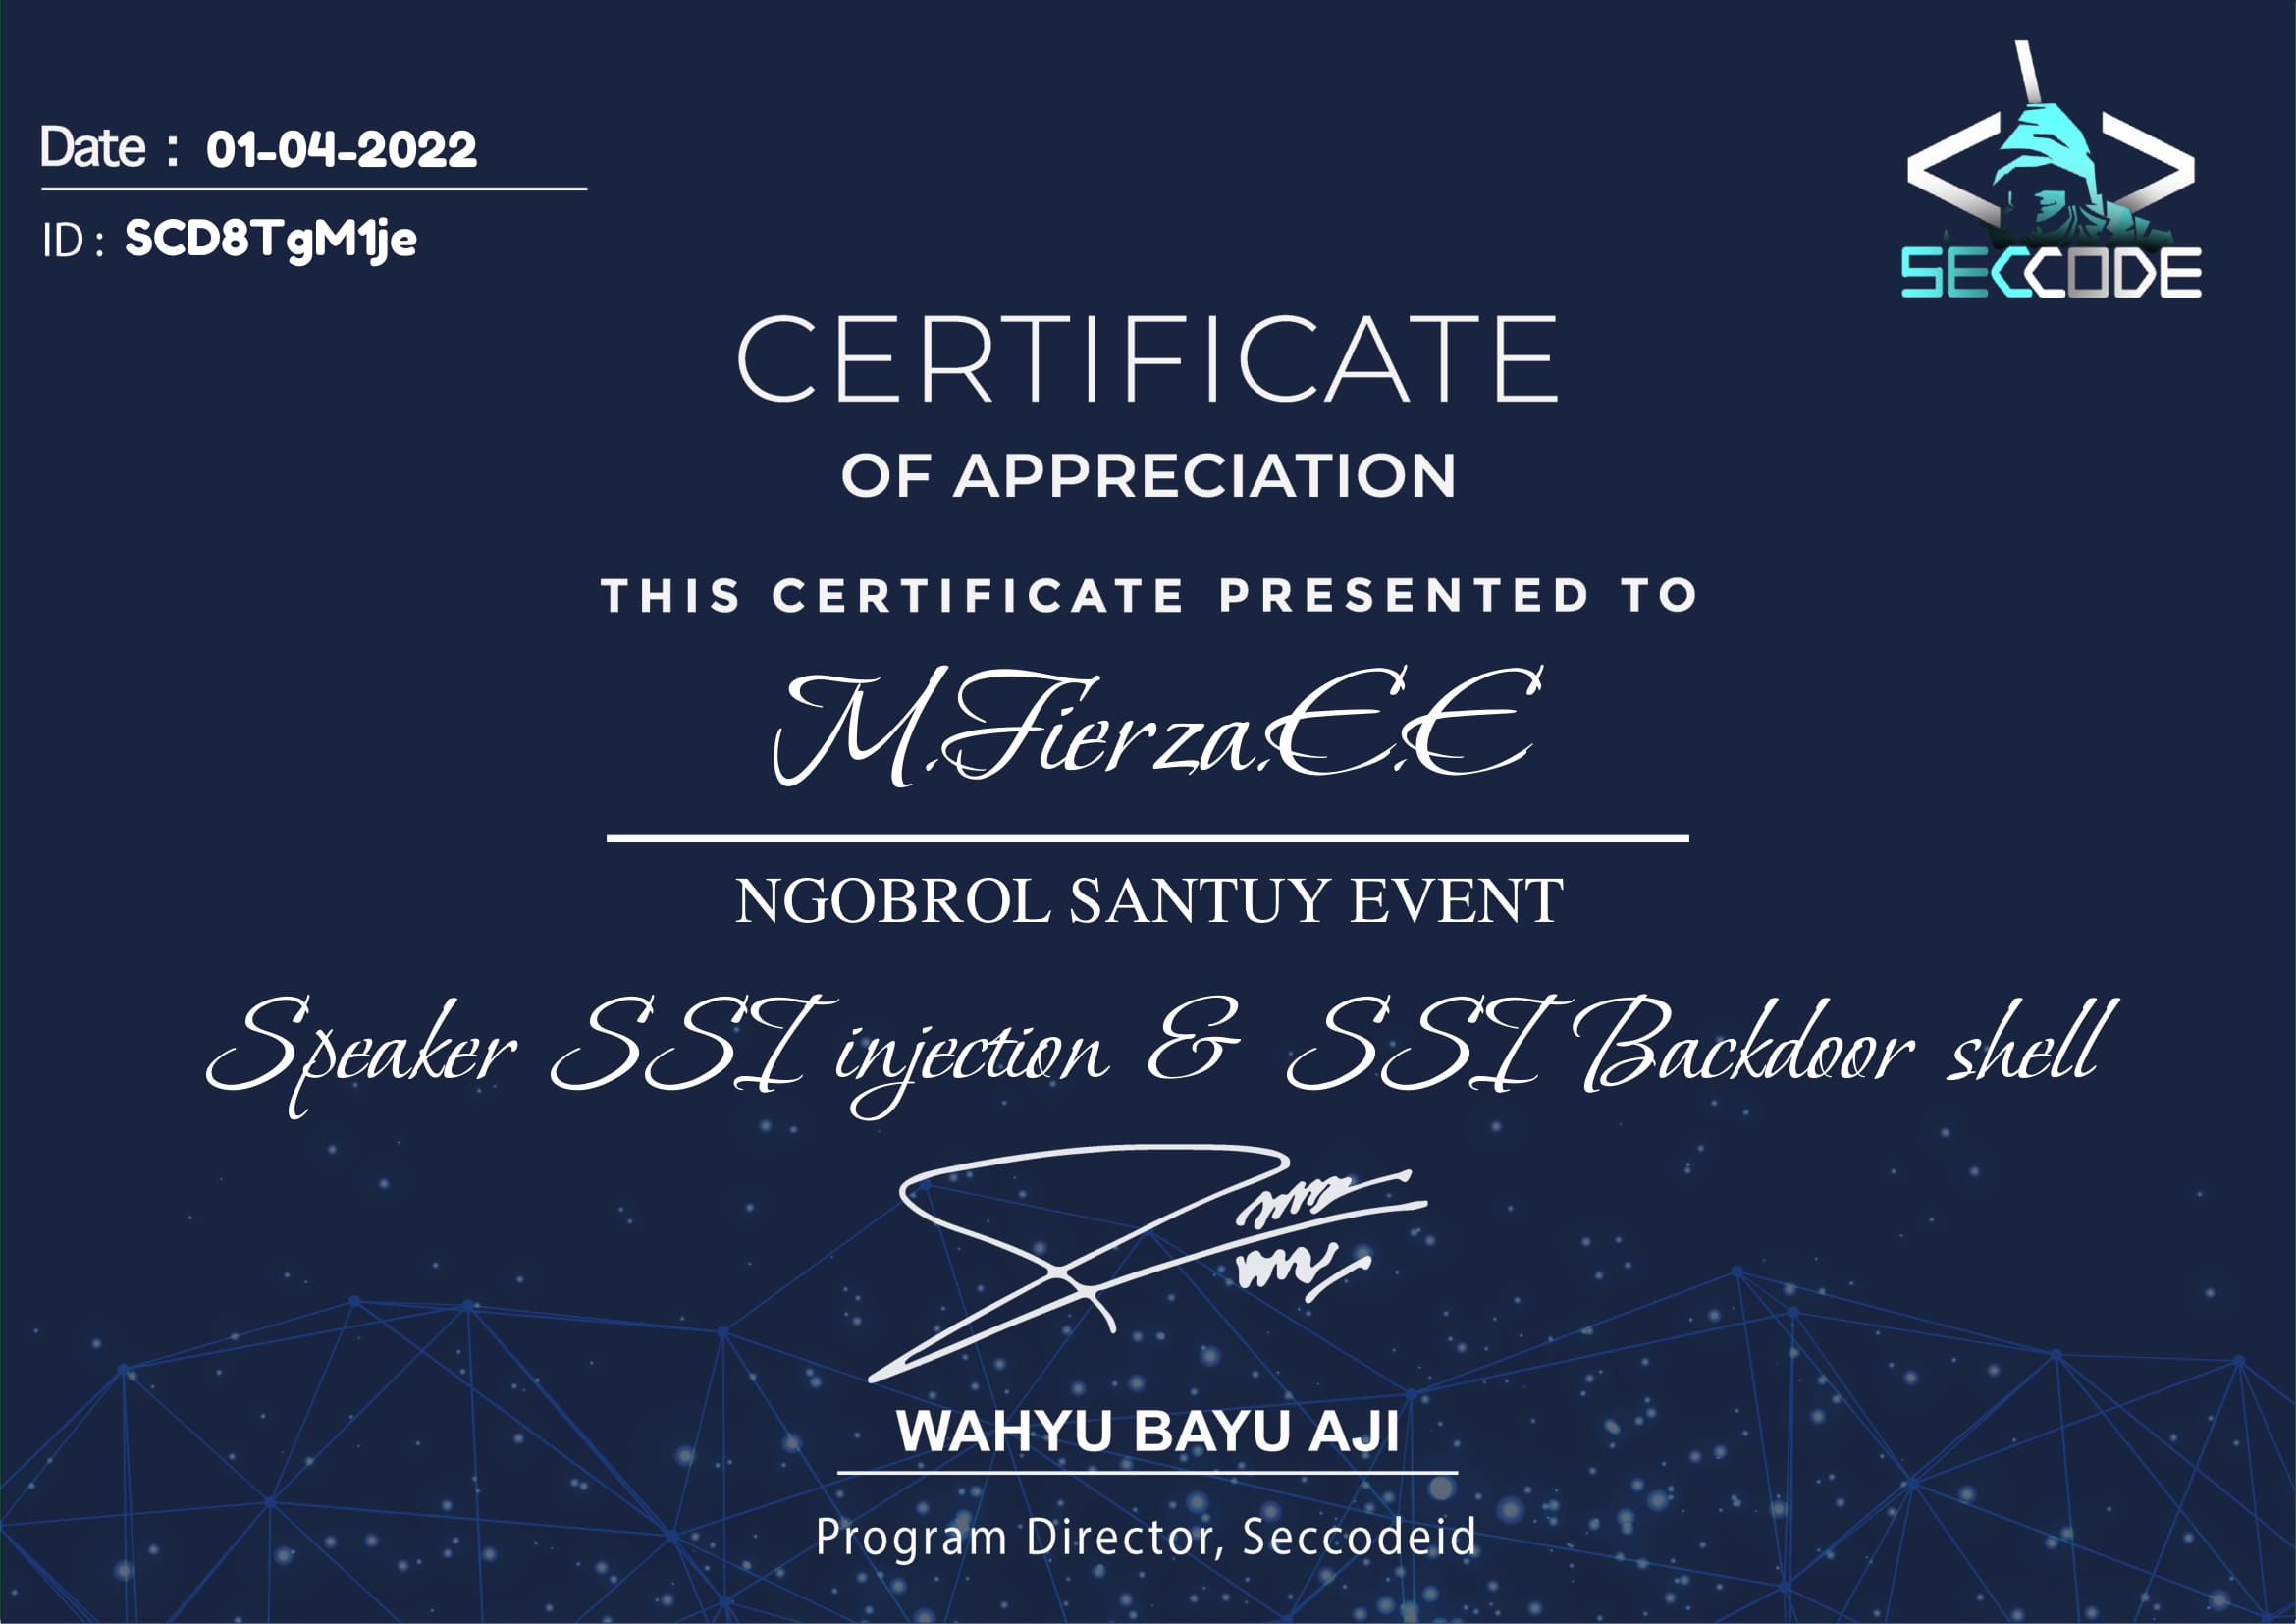 Date : 01-04-2022
ID : SCD8TgM1je
SECCODE
CERTIFICATE
OF APPRECIATION
THIS CERTIFICATE PRESENTED TO
M.Fierza.E.E
NGOBROL SANTUY EVENT
Speaker SSI injection & SSI Backdoor shell
WAHYU BAYU AJI
Program Director, Seccodeid